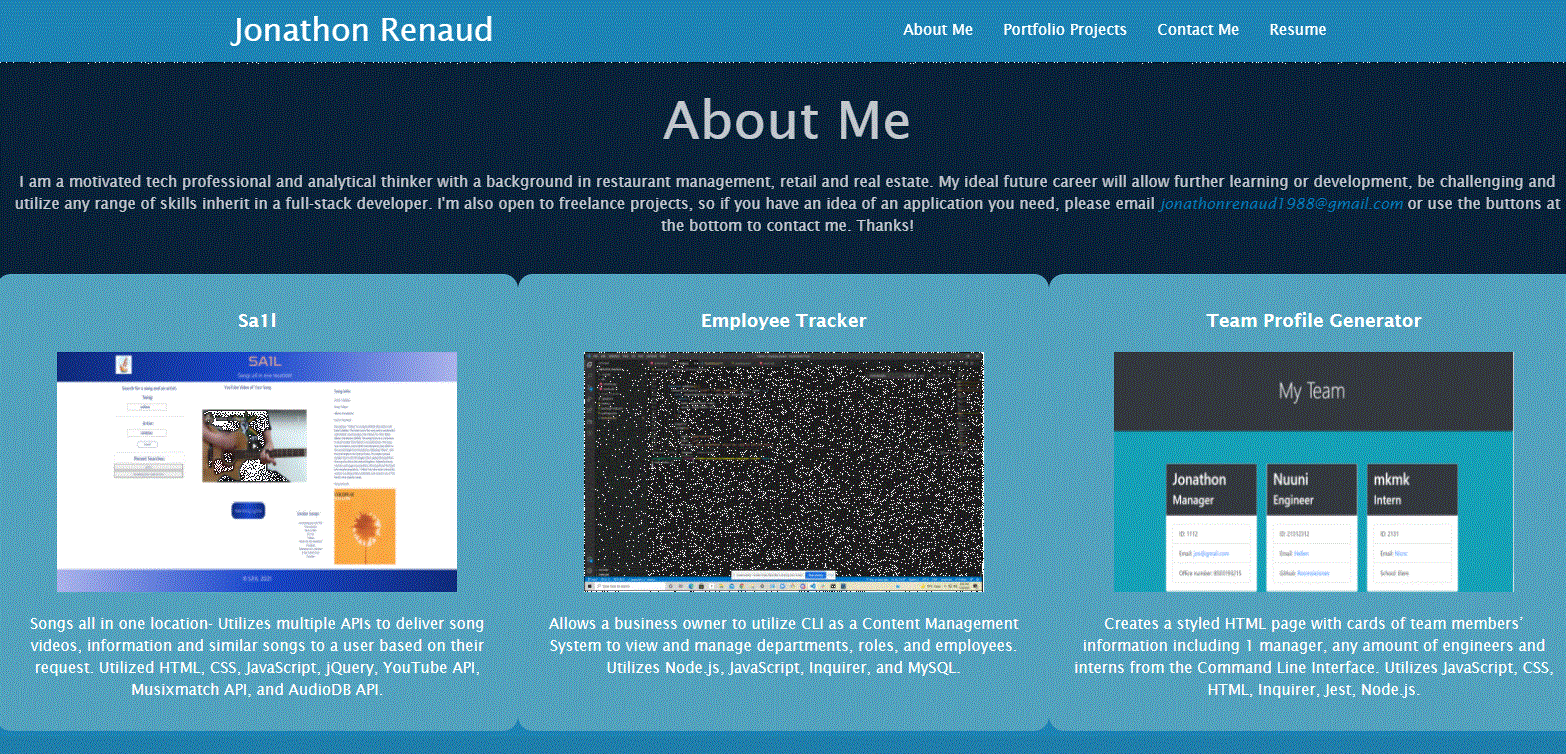 Jonathon Renaud
About Me Portfolio Projects Contact Me Resume
About Me
I am a motivated tech professional and analytical thinker with a background in restaurant management, retail and real estate. My ideal future career will allow further learning or development, be challenging and
utilize any range of skills inherit in a full-stack developer. I'm also open to freelance projects, so if you have an idea of an application you need, please email jonathonrenaud1988@gmail.com or use the buttons at
the bottom to contact me. Thanks!
Sa1l
SA1L
Songs all in one location!
Search for a song and an artist
YouTube Video of Your Song
Song
Artist
Recent Searches
Similar Songs
© SA1L 2021
Songs all in one location- Utilizes multiple APIs to deliver song
videos, information and similar songs to a user based on their
request. Utilized HTML, CSS, JavaScript, jQuery, YouTube API,
Musixmatch API, and AudioDB API.
Employee Tracker
Allows a business owner to utilize CLI as a Content Management
System to view and manage departments, roles, and employees.
Utilizes Node.js, JavaScript, Inquirer, and MySQL.
Team Profile Generator
My Team
Jonathon
Manager
ID: 1112
Email: jon@gmail.com
Office number: 8583193215
Nuuni
Engineer
ID: 21312312
Email: Helen
GitHub:
mkmk
Intern
ID: 2131
Email:
School:
Creates a styled HTML page with cards of team members'
information including 1 manager, any amount of engineers and
interns from the Command Line Interface. Utilizes JavaScript, CSS,
HTML, Inquirer, Jest, Node.js.